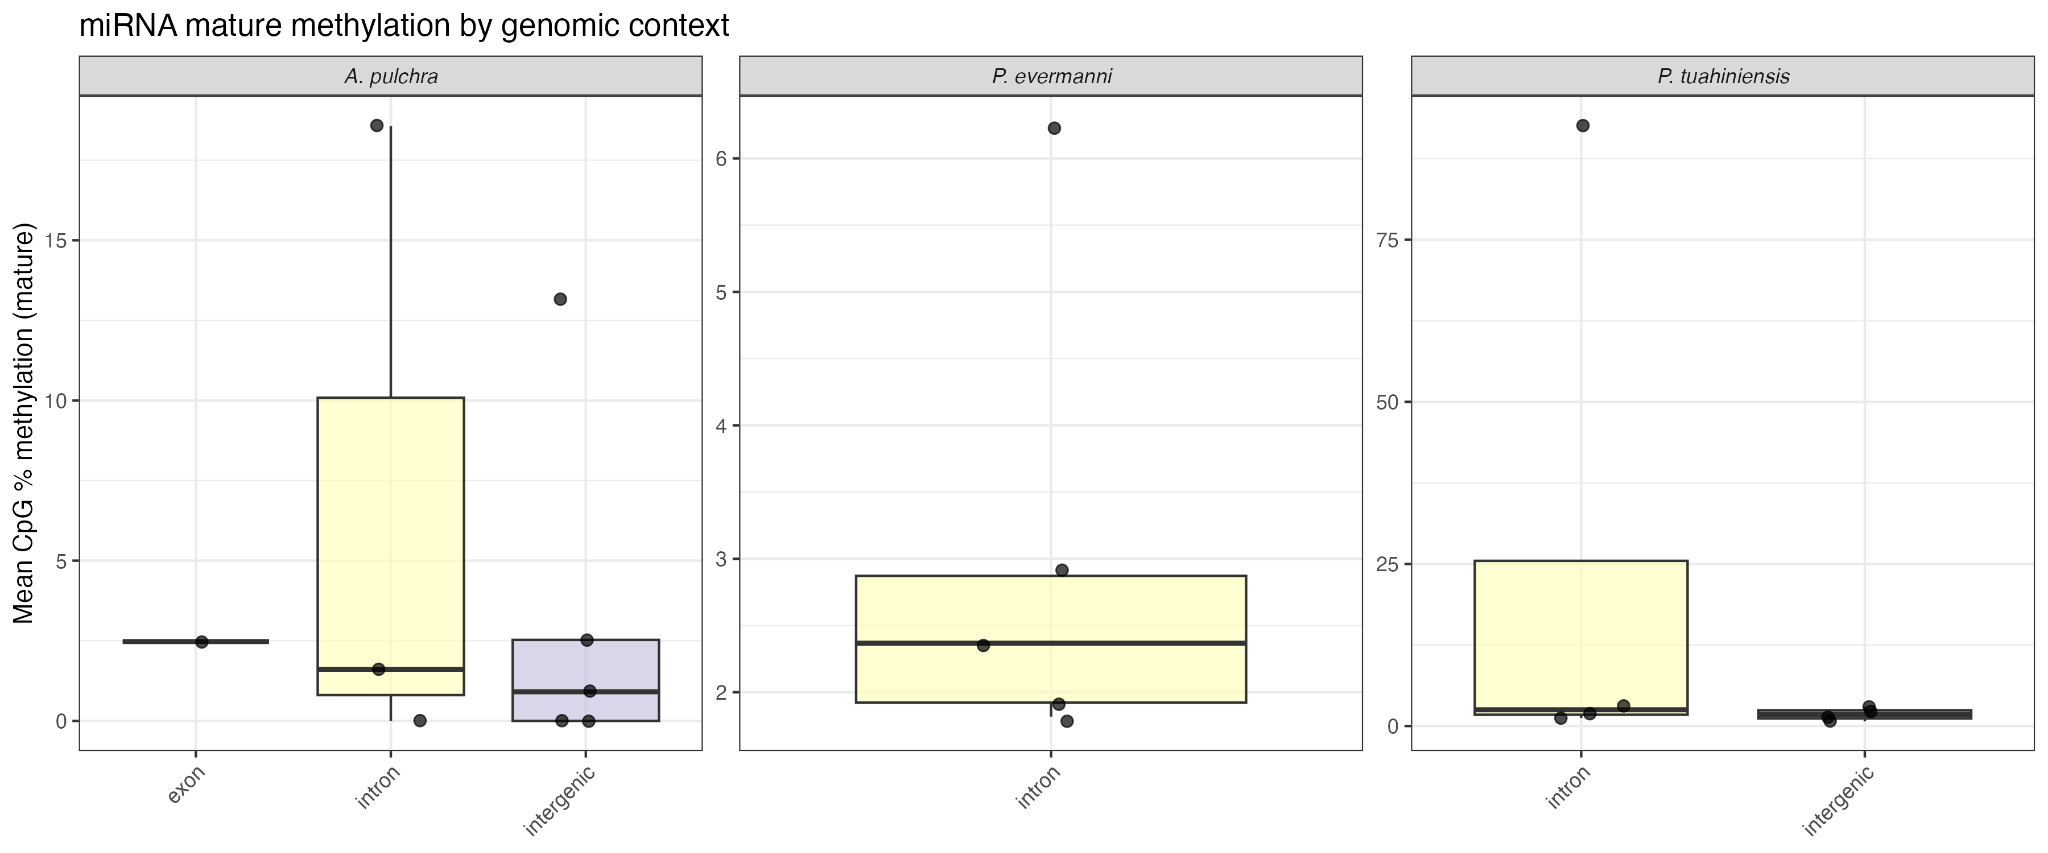 miRNA mature methylation by genomic context
A. pulchra
P. evermanni
P. tuahiniensis
Mean CpG % methylation (mature)
15
10
5
0
6
5
4
3
2
75
50
25
0
exon
intron
intergenic
intron
intron
intergenic